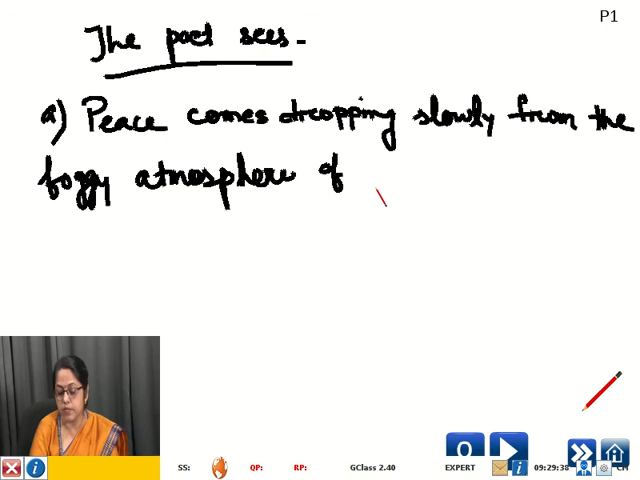 P1
The poet sees-
a) Peace comes dropping slowly from the
foggy atmosphere of
SS: QP: RP: GClass 2.40 EXPERT 09:29:38 CM